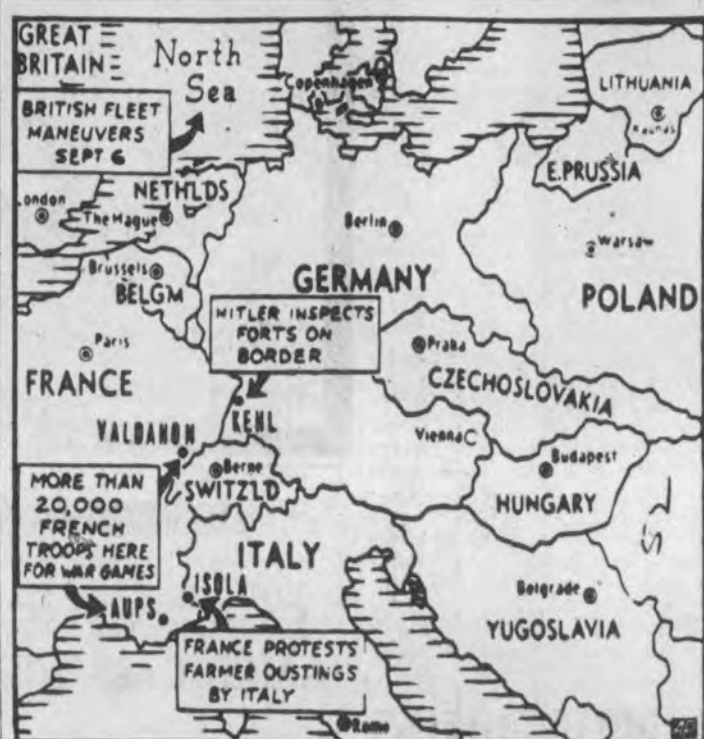 GREAT
BRITAIN
North
Sea
Copenhagen
LITHUANIA
Kaunas
BRITISH FLEET
MANEUVERS
SEPT 6
E.PRUSSIA
NETHLDS
London
The Hague
Berlin
Warsaw
Brussels
BELGM
GERMANY
POLAND
HITLER INSPECTS
FORTS ON
BORDER
Paris
Praha
FRANCE
CZECHOSLOVAKIA
KEHL
VALDAHON
Vienna
Budapest
Berne
SWITZLD
HUNGARY
MORE THAN
20,000
FRENCH
TROOPS HERE
FOR WAR GAMES
ITALY
ISOLA
Belgrade
AUPS
YUGOSLAVIA
FRANCE PROTESTS
FARMER OUSTINGS
BY ITALY
Rome